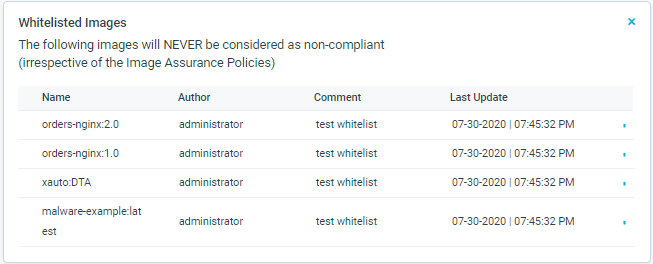 Whitelisted Images
The following images will NEVER be considered as non-compliant
(irrespective of the Image Assurance Policies)
Name Author Comment Last Update
orders-nginx:2.0 administrator test whitelist 07-30-2020 | 07:45:32 PM
orders-nginx:1.0 administrator test whitelist 07-30-2020 | 07:45:32 PM
xauto:DTA administrator test whitelist 07-30-2020 | 07:45:32 PM
malware-example:lat
est administrator test whitelist 07-30-2020 | 07:45:32 PM